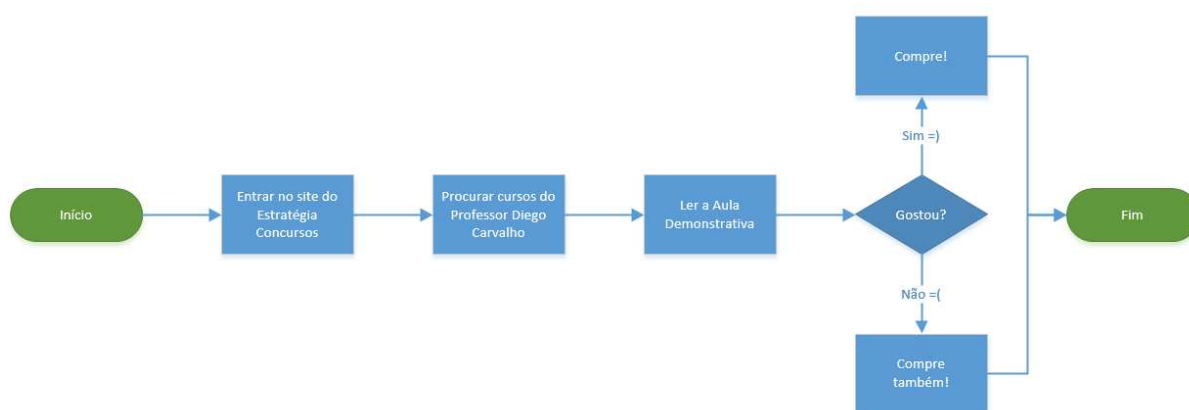 Início
Entrar no site do
Estratégia
Concursos
Procurar cursos do
Professor Diego
Carvalho
Ler a Aula
Demonstrativa
Gostou?
Sim =)
Compre!
Não =(
Compre
também!
Fim